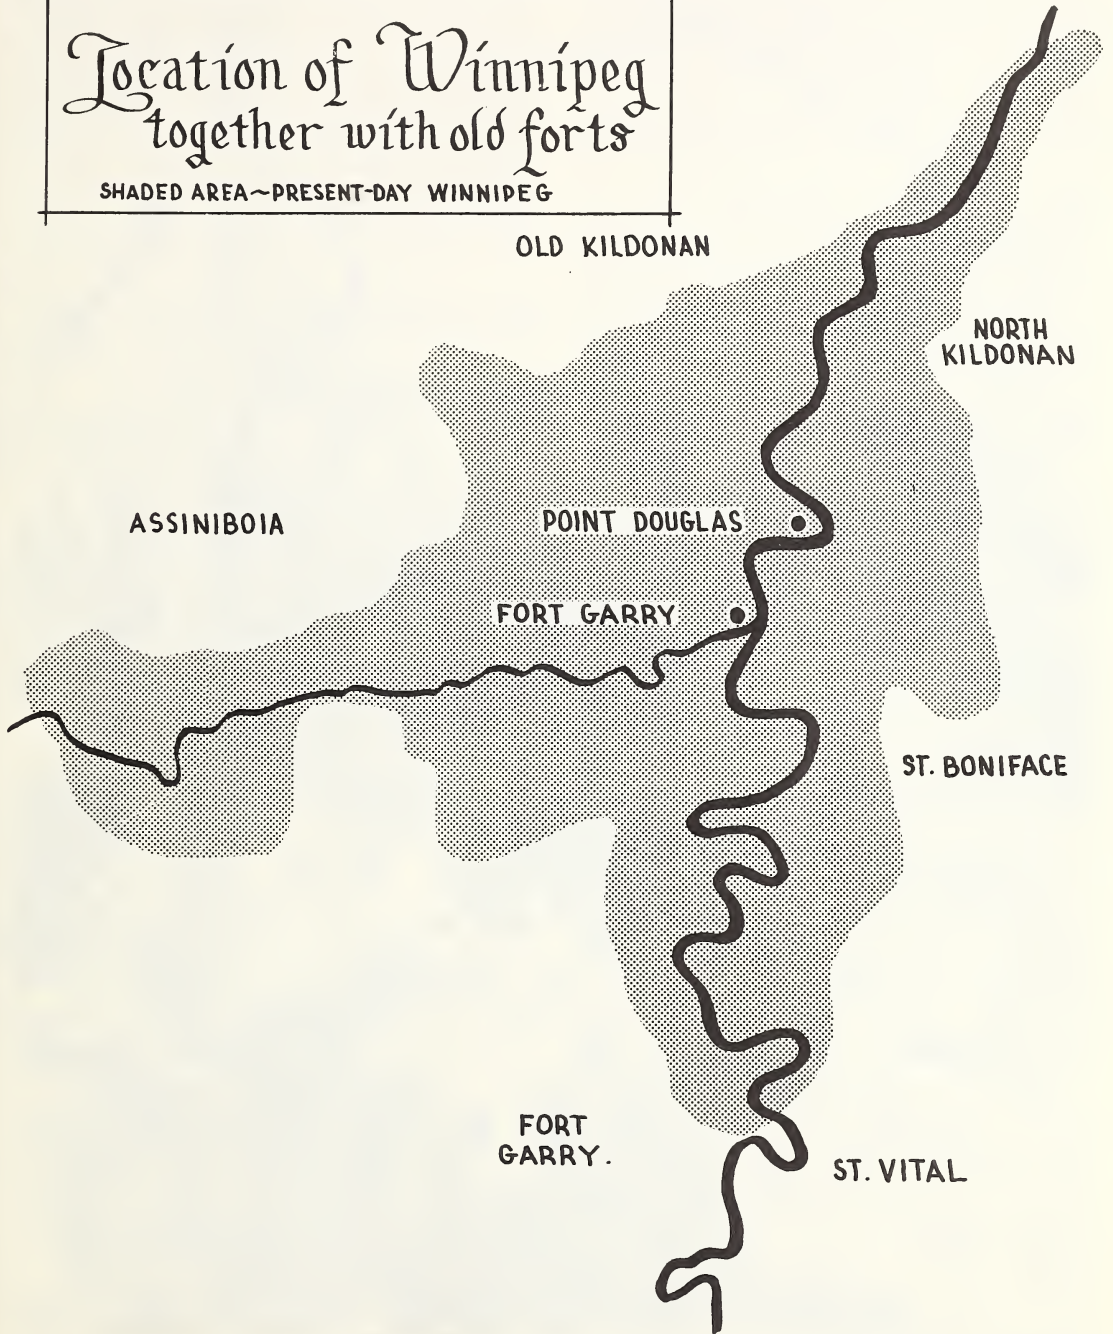 Location of Winnipeg
together with old forts
SHADED AREA~PRESENT-DAY WINNIPEG
OLD KILDONAN
NORTH
KILDONAN
ASSINIBOIA
POINT DOUGLAS
FORT GARRY
ST. BONIFACE
FORT
GARRY.
ST. VITAL